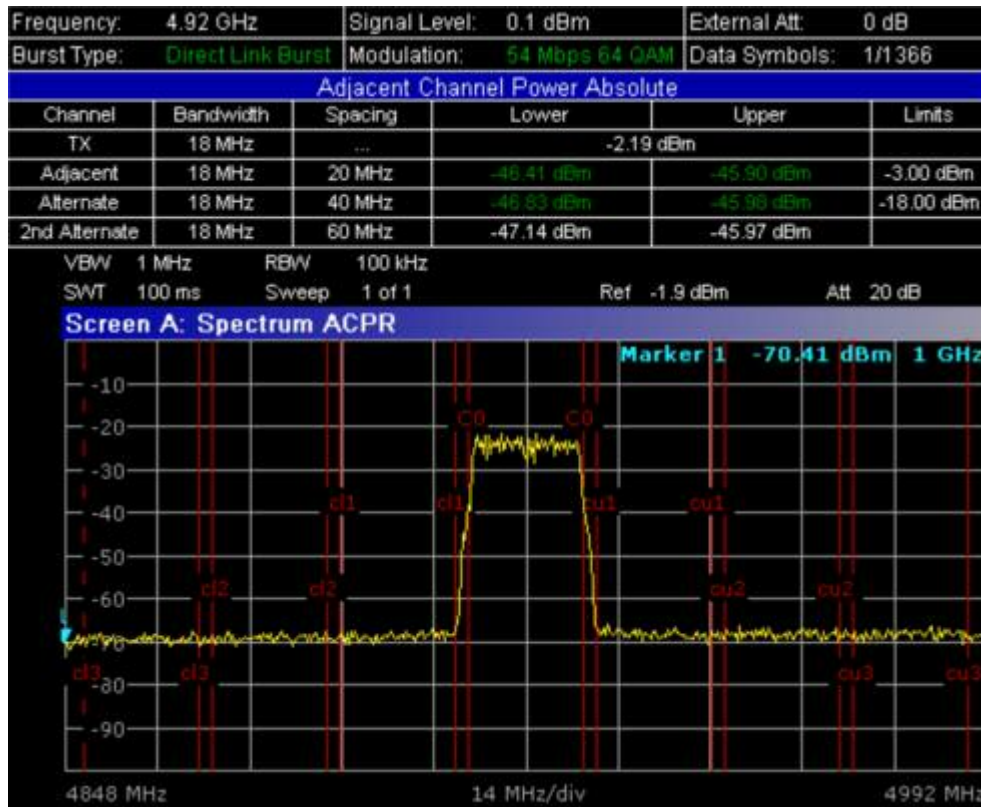 Frequency: 4.92 GHz Signal Level: 0.1 dBm External Att: 0 dB
Burst Type: Direct Link Burst Modulation: 54 Mbps 64 QAM Data Symbols: 1/1366
Adjacent Channel Power Absolute
Channel Bandwidth Spacing Lower Upper Limits
TX 18 MHz ... -2.19 dBm
Adjacent 18 MHz 20 MHz -46.41 dBm -45.90 dBm -3.00 dBm
Alternate 18 MHz 40 MHz -46.83 dBm -45.98 dBm -18.00 dBm
2nd Alternate 18 MHz 60 MHz -47.14 dBm -45.97 dBm
VBW 1 MHz RBW 100 kHz
SWT 100 ms Sweep 1 of 1 Ref -1.9 dBm Att 20 dB
Screen A: Spectrum ACPR
Marker 1 -70.41 dBm 1 GHz
-10
C0 C0
-20
-30
cl1 cl1 cu1 cu1
-40
-50
cl2 cl2 cu2 cu2
-60
-70
cl3 cl3 cu3 cu3
-80
-90
4848 MHz 14 MHz/div 4992 MHz